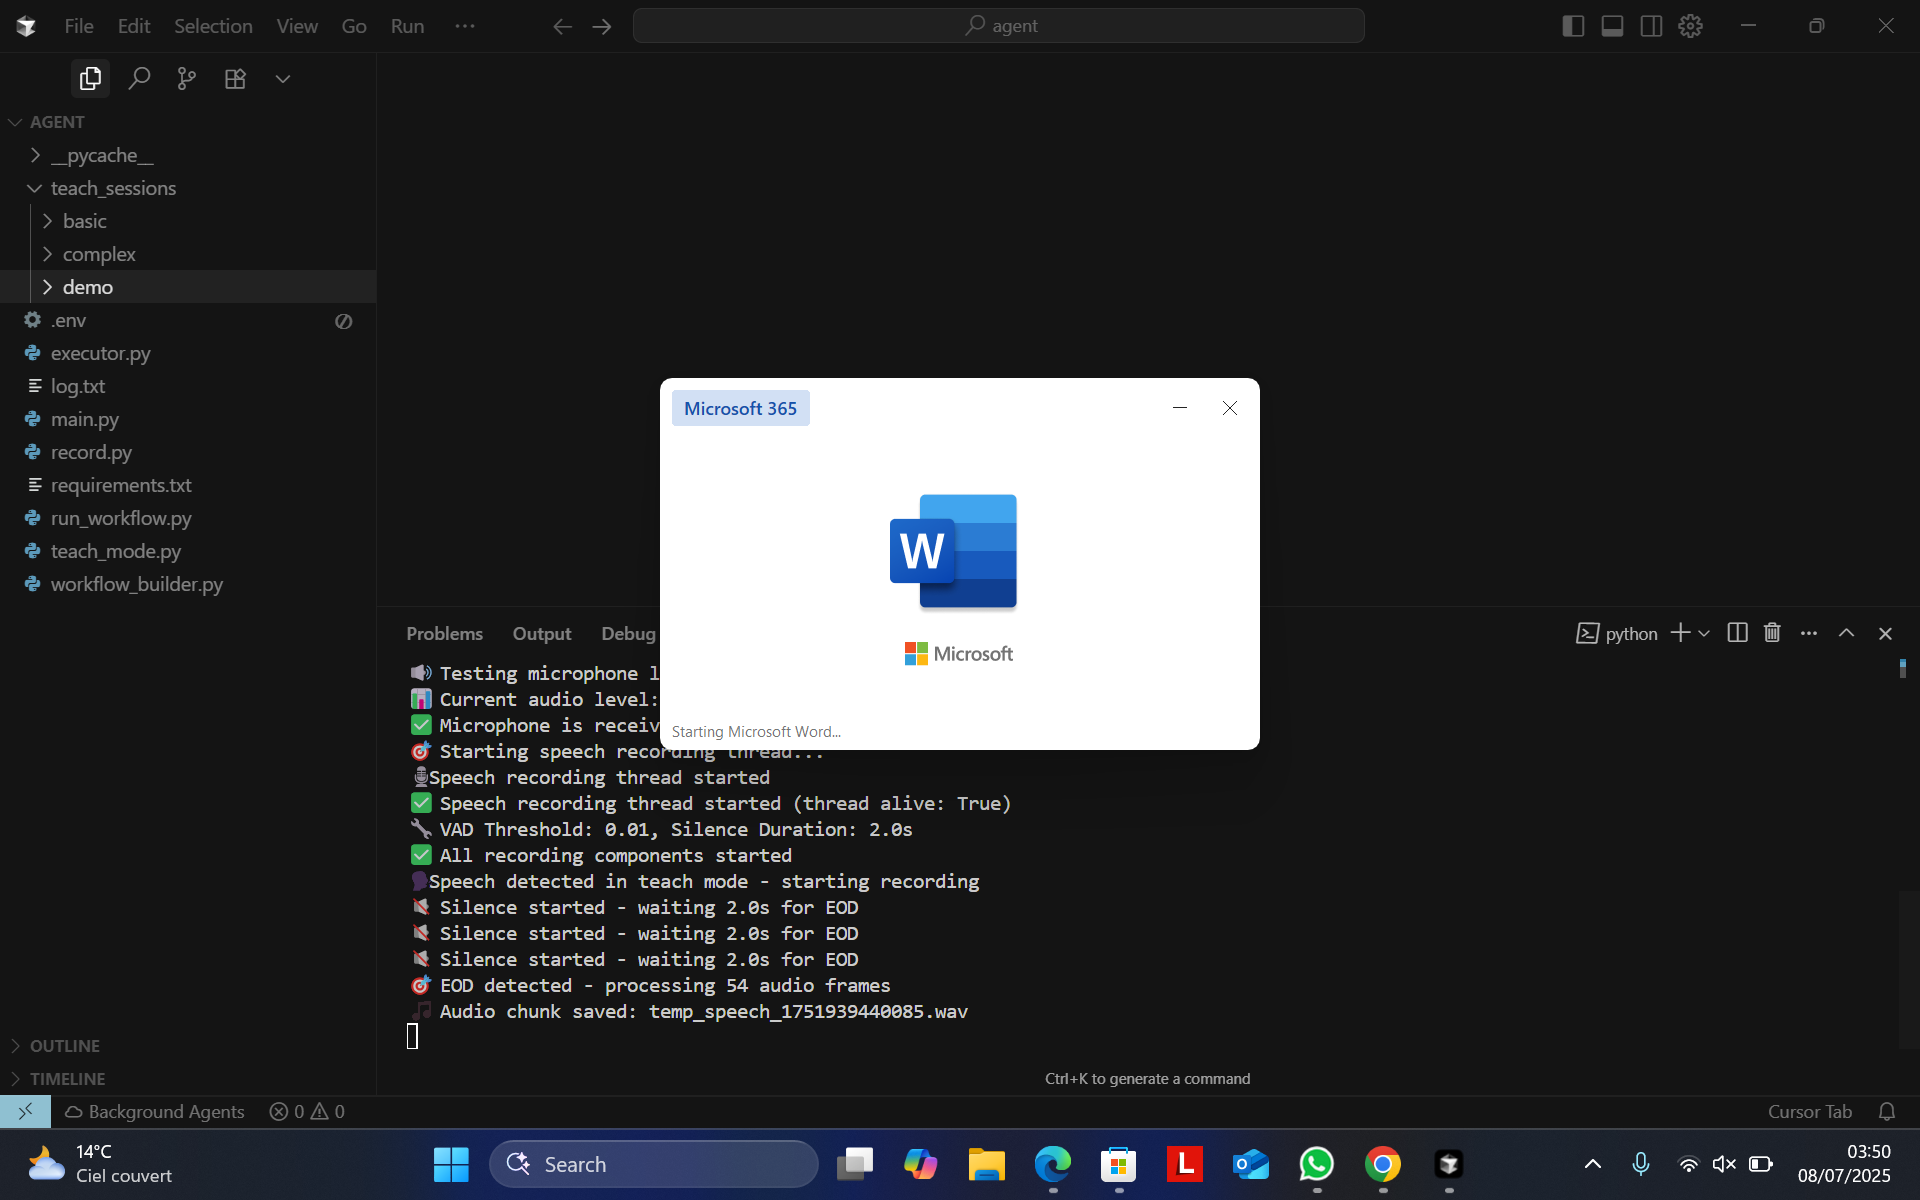 File Edit Selection View Go Run ···
agent
AGENT
__pycache__
teach_sessions
basic
complex
demo
.env
executor.py
log.txt
main.py
record.py
requirements.txt
run_workflow.py
teach_mode.py
workflow_builder.py
OUTLINE
TIMELINE
Microsoft 365
W
Microsoft
Starting Microsoft Word...
Problems Output Debug
python
Testing microphone
Current audio level:
Microphone is
Starting speech recording thread...
Speech recording thread started
Speech recording thread started (thread alive: True)
VAD Threshold: 0.01, Silence Duration: 2.0s
All recording components started
Speech detected in teach mode - starting recording
Silence started - waiting 2.0s for EOD
Silence started - waiting 2.0s for EOD
Silence started - waiting 2.0s for EOD
EOD detected - processing 54 audio frames
Audio chunk saved: temp_speech_1751939440085.wav
Ctrl+K to generate a command
Background Agents 0 0
Cursor Tab
14°C
Ciel couvert
Search
L
03:50
08/07/2025